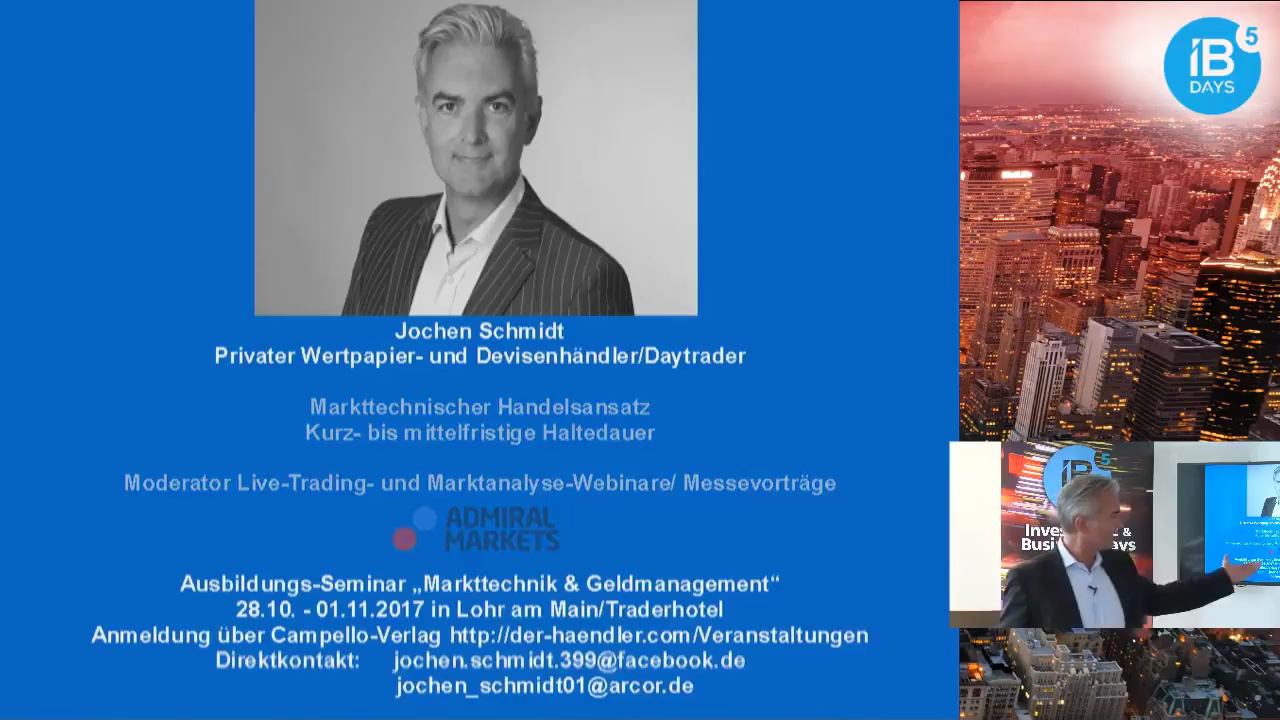 Jochen Schmidt
Privater Wertpapier- und Devisenhändler/Daytrader
Markttechnischer Handelsansatz
Kurz- bis mittelfristige Haltedauer
Moderator Live-Trading- und Marktanalyse-Webinare/ Messevorträge
ADMIRAL
MARKETS
Ausbildungs-Seminar „Markttechnik & Geldmanagement“
28.10. - 01.11.2017 in Lohr am Main/Traderhotel
Anmeldung über Campello-Verlag http://der-haendler.com/Veranstaltungen
Direktkontakt: jochen.schmidt.399@facebook.de
jochen_schmidt01@arcor.de
IB 5
DAYS
IB 5
&